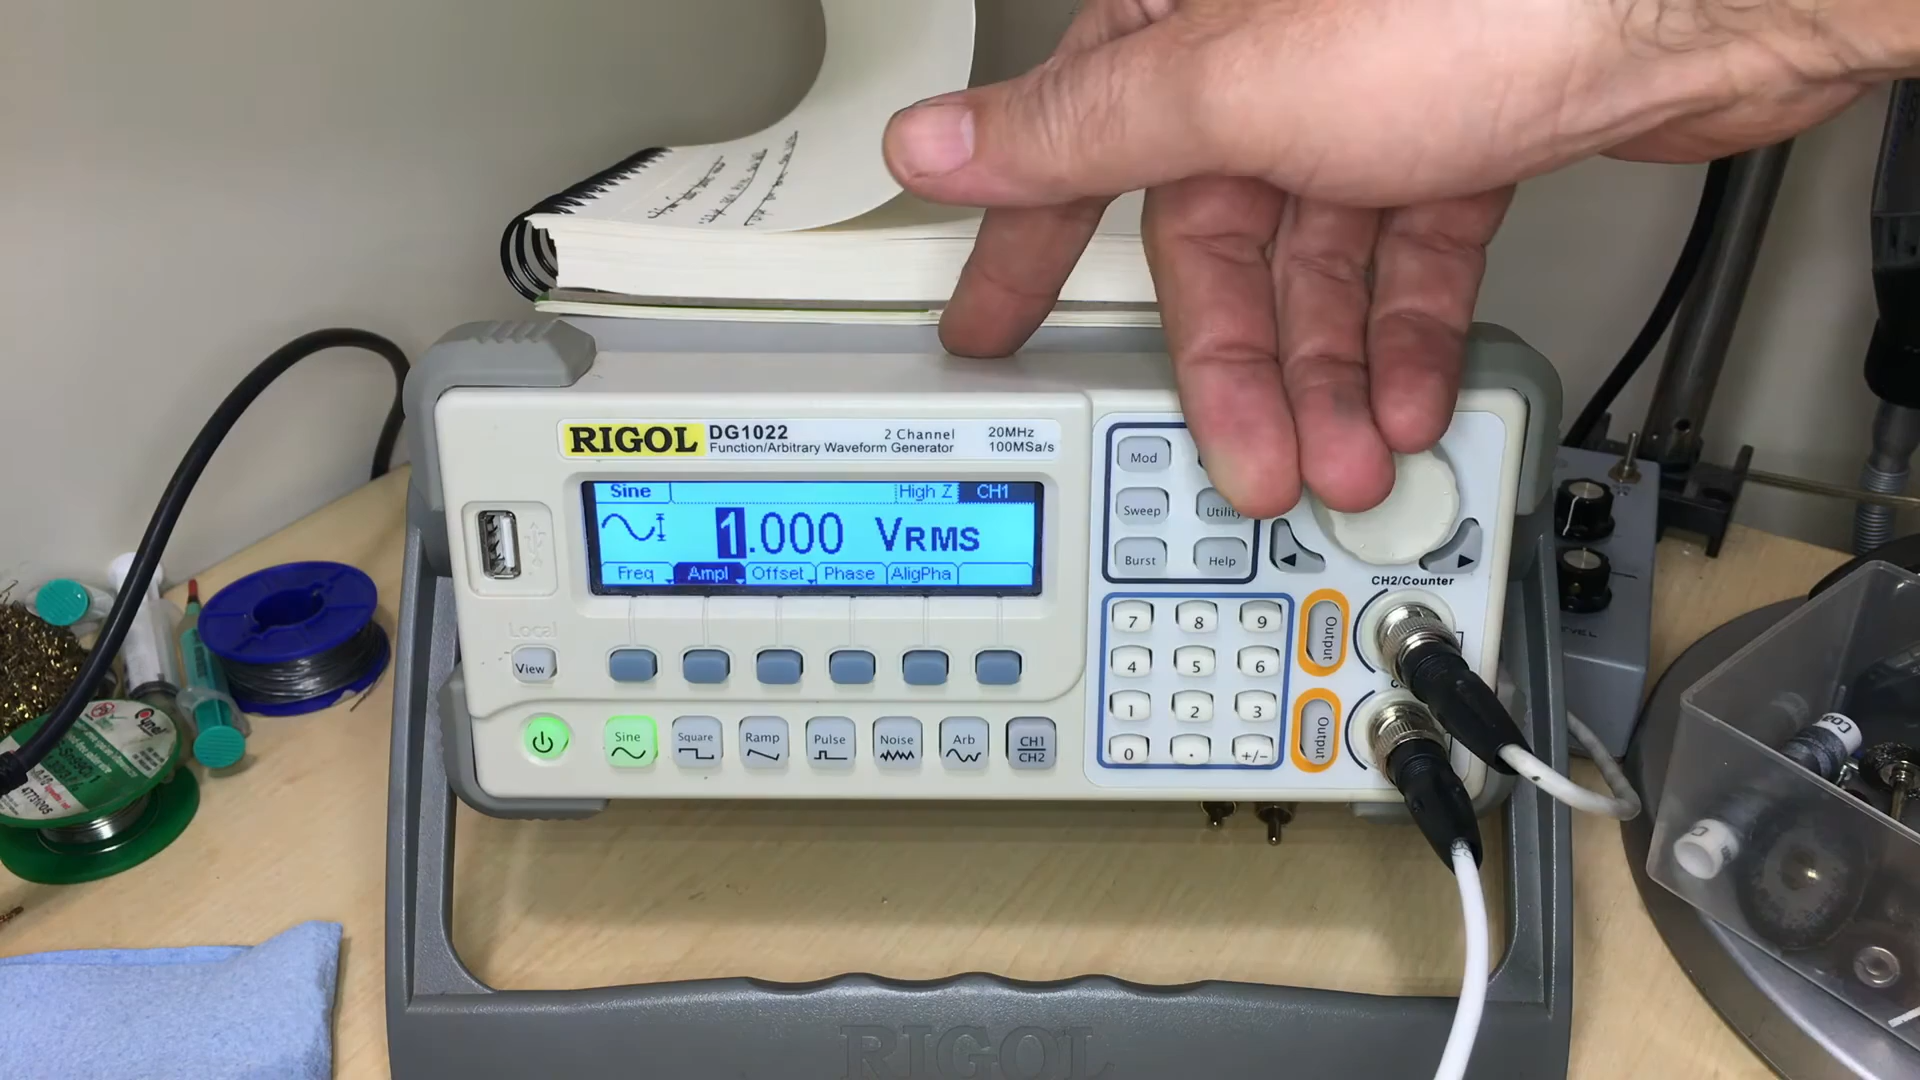 RIGOL
DG1022
2 Channel
20MHz
Function/Arbitrary Waveform Generator
100MSa/s
Sine
High Z
CH1
1.000 VRMS
Freq
Ampl
Offset
Phase
AligPha
Mod
Sweep
Utility
Burst
Help
CH2/Counter
7
8
9
4
5
6
1
2
3
0
.
+/-
Output
Output
Local
View
Sine
Square
Ramp
Pulse
Noise
Arb
CH1
CH2
RIGOL